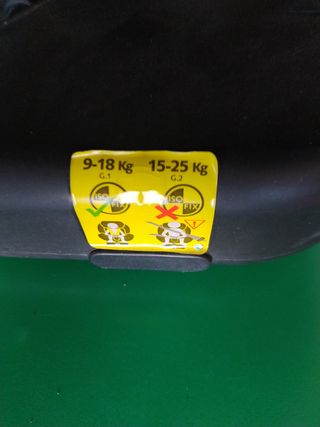 9-18 Kg 15-25 Kg
G.1 G.2
ISO FIX ISO FIX
!